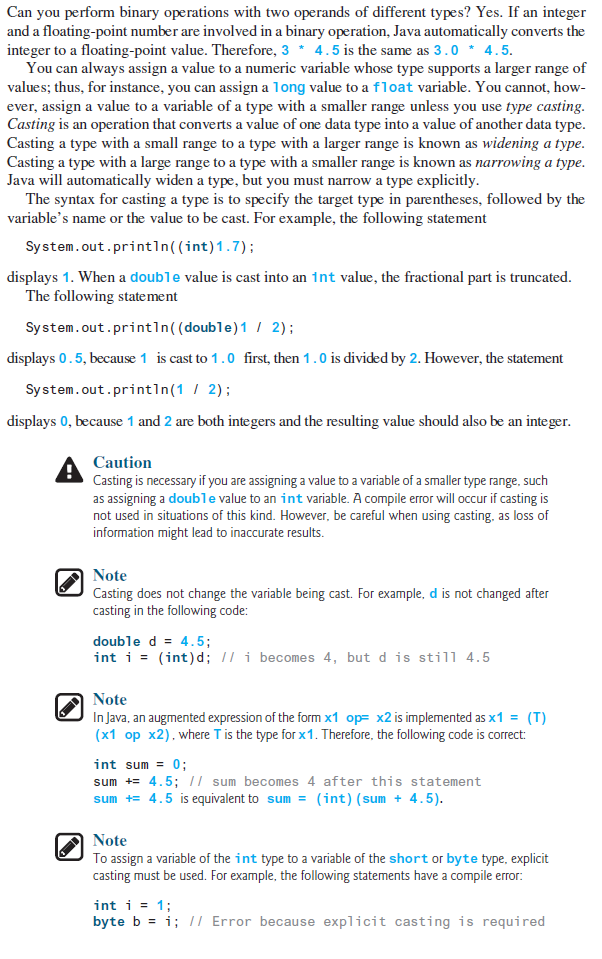 Can you perform binary operations with two operands of different types? Yes. If an integer
and a floating-point number are involved in a binary operation, Java automatically converts the
integer to a floating-point value. Therefore, 3 * 4.5 is the same as 3.0 * 4.5.
You can always assign a value to a numeric variable whose type supports a larger range of
values; thus, for instance, you can assign a long value to a float variable. You cannot, how-
ever, assign a value to a variable of a type with a smaller range unless you use type casting.
Casting is an operation that converts a value of one data type into a value of another data type.
Casting a type with a small range to a type with a larger range is known as widening a type.
Casting a type with a large range to a type with a smaller range is known as narrowing a type.
Java will automatically widen a type, but you must narrow a type explicitly.
The syntax for casting a type is to specify the target type in parentheses, followed by the
variable's name or the value to be cast. For example, the following statement
System.out.println((int)1.7);
displays 1. When a double value is cast into an int value, the fractional part is truncated.
The following statement
System.out.println((double)1 / 2);
displays 0.5, because 1 is cast to 1.0 first, then 1.0 is divided by 2. However, the statement
System.out.println(1 / 2);
displays 0, because 1 and 2 are both integers and the resulting value should also be an integer.
Caution
Casting is necessary if you are assigning a value to a variable of a smaller type range, such
as assigning a double value to an int variable. A compile error will occur if casting is
not used in situations of this kind. However, be careful when using casting, as loss of
information might lead to inaccurate results.
Note
Casting does not change the variable being cast. For example, d is not changed after
casting in the following code:
double d = 4.5;
int i = (int)d; // i becomes 4, but d is still 4.5
Note
In Java, an augmented expression of the form x1 op= x2 is implemented as x1 = (T)
(x1 op x2), where T is the type for x1. Therefore, the following code is correct:
int sum = 0;
sum += 4.5; // sum becomes 4 after this statement
sum += 4.5 is equivalent to sum = (int)(sum + 4.5).
Note
To assign a variable of the int type to a variable of the short or byte type, explicit
casting must be used. For example, the following statements have a compile error:
int i = 1;
byte b = i; // Error because explicit casting is required